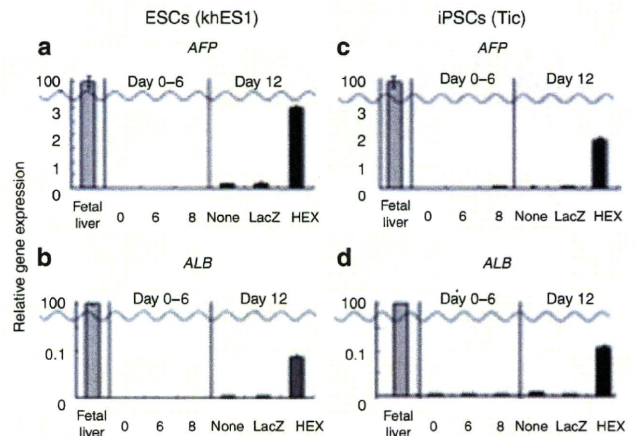 ESCs (khES1)
iPSCs (Tic)
Relative gene expression
a
AFP
Day 0–6
Day 12
100
3
2
1
0
Fetal
liver
0 6 8 None LacZ HEX
c
AFP
Day 0–6
Day 12
100
3
2
1
0
Fetal
liver
0 6 8 None LacZ HEX
b
ALB
Day 0–6
Day 12
100
0.1
0
Fetal
liver
0 6 8 None LacZ HEX
d
ALB
Day 0–6
Day 12
100
0.1
0
Fetal
liver
0 6 8 None LacZ HEX